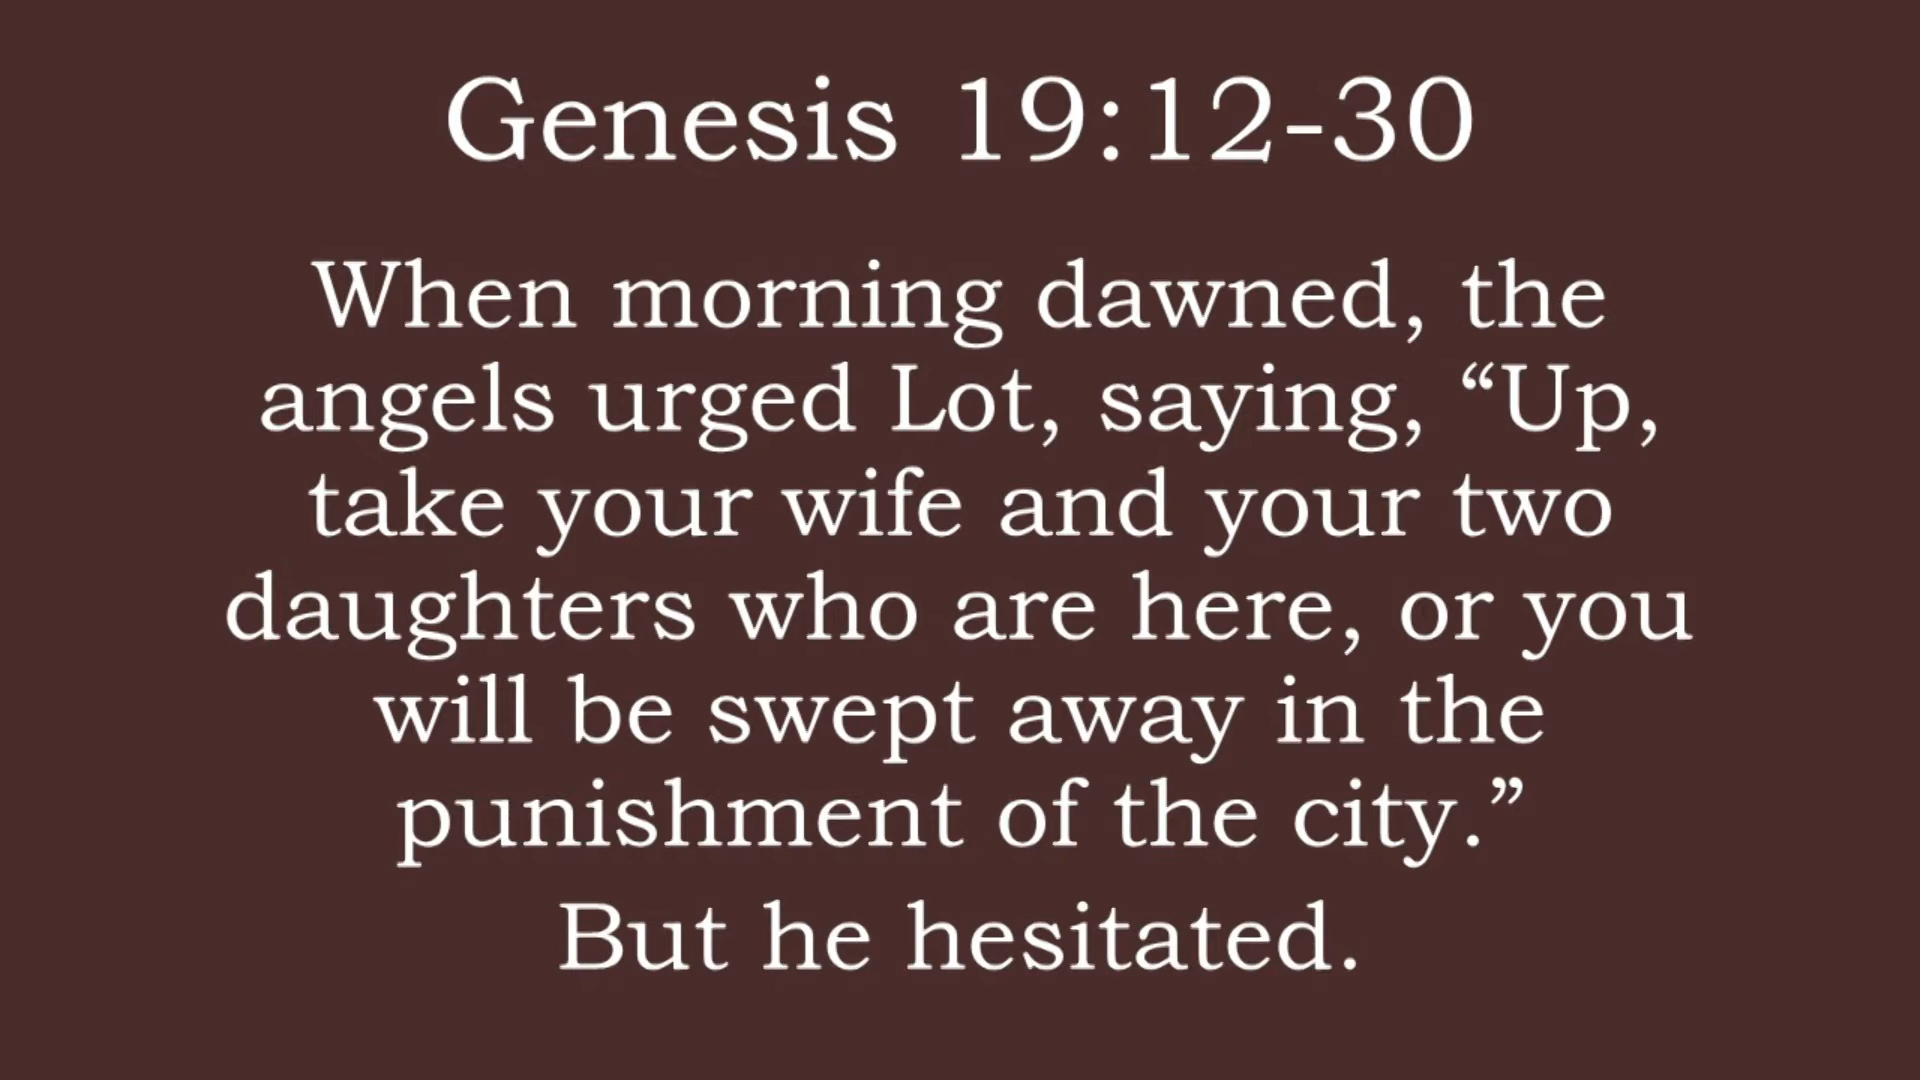 Genesis 19:12-30
When morning dawned, the
angels urged Lot, saying, “Up,
take your wife and your two
daughters who are here, or you
will be swept away in the
punishment of the city.”
But he hesitated.